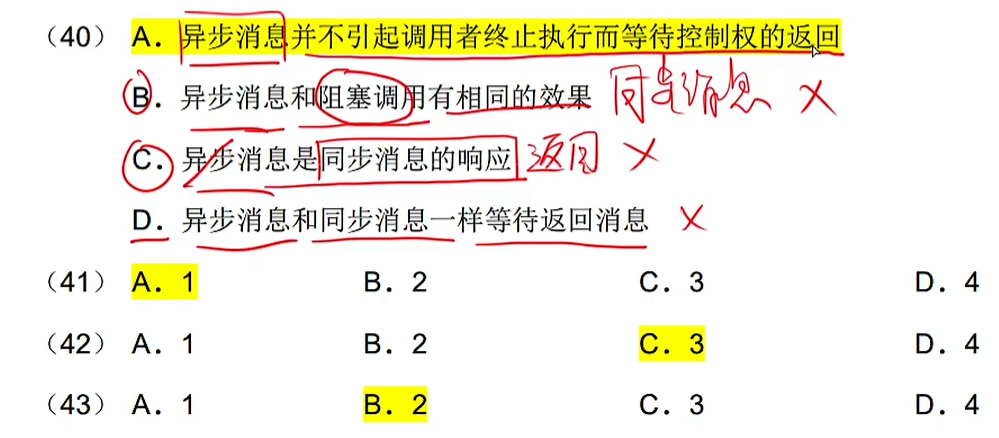 （40） A. 异步消息并不引起调用者终止执行而等待控制权的返回
B. 异步消息和阻塞调用有相同的效果 同步消息 ×
C. 异步消息是同步消息的响应 返回 ×
D. 异步消息和同步消息一样等待返回消息 ×
（41） A. 1 B. 2 C. 3 D. 4
（42） A. 1 B. 2 C. 3 D. 4
（43） A. 1 B. 2 C. 3 D. 4